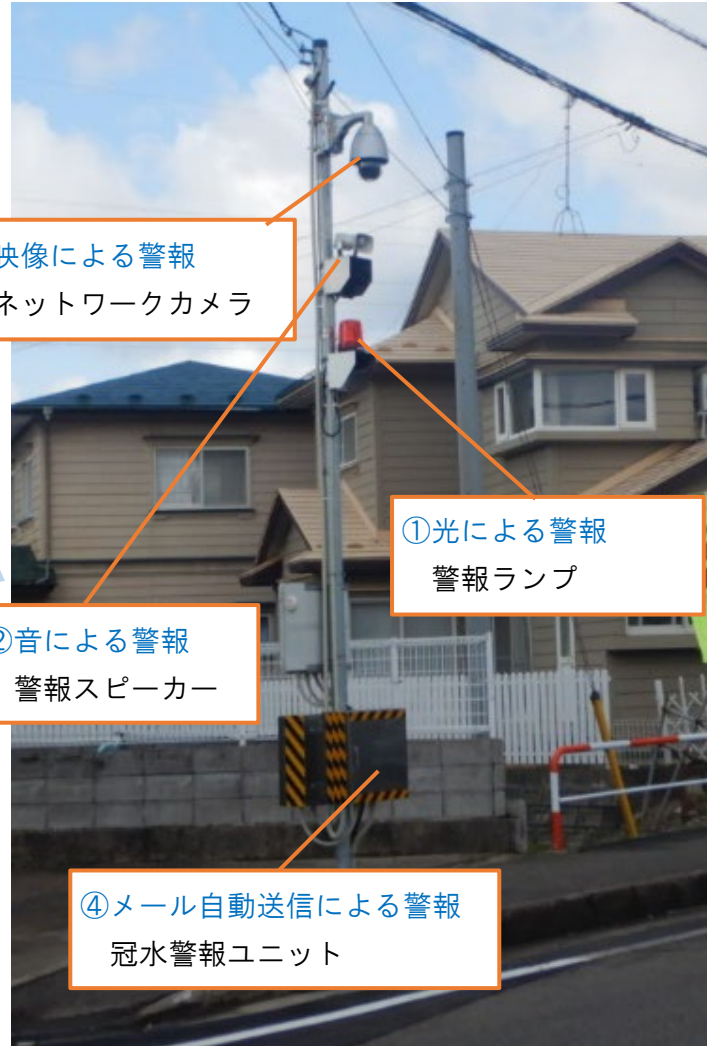 映像による警報
ネットワークカメラ
①光による警報
警報ランプ
②音による警報
警報スピーカー
④メール自動送信による警報
冠水警報ユニット